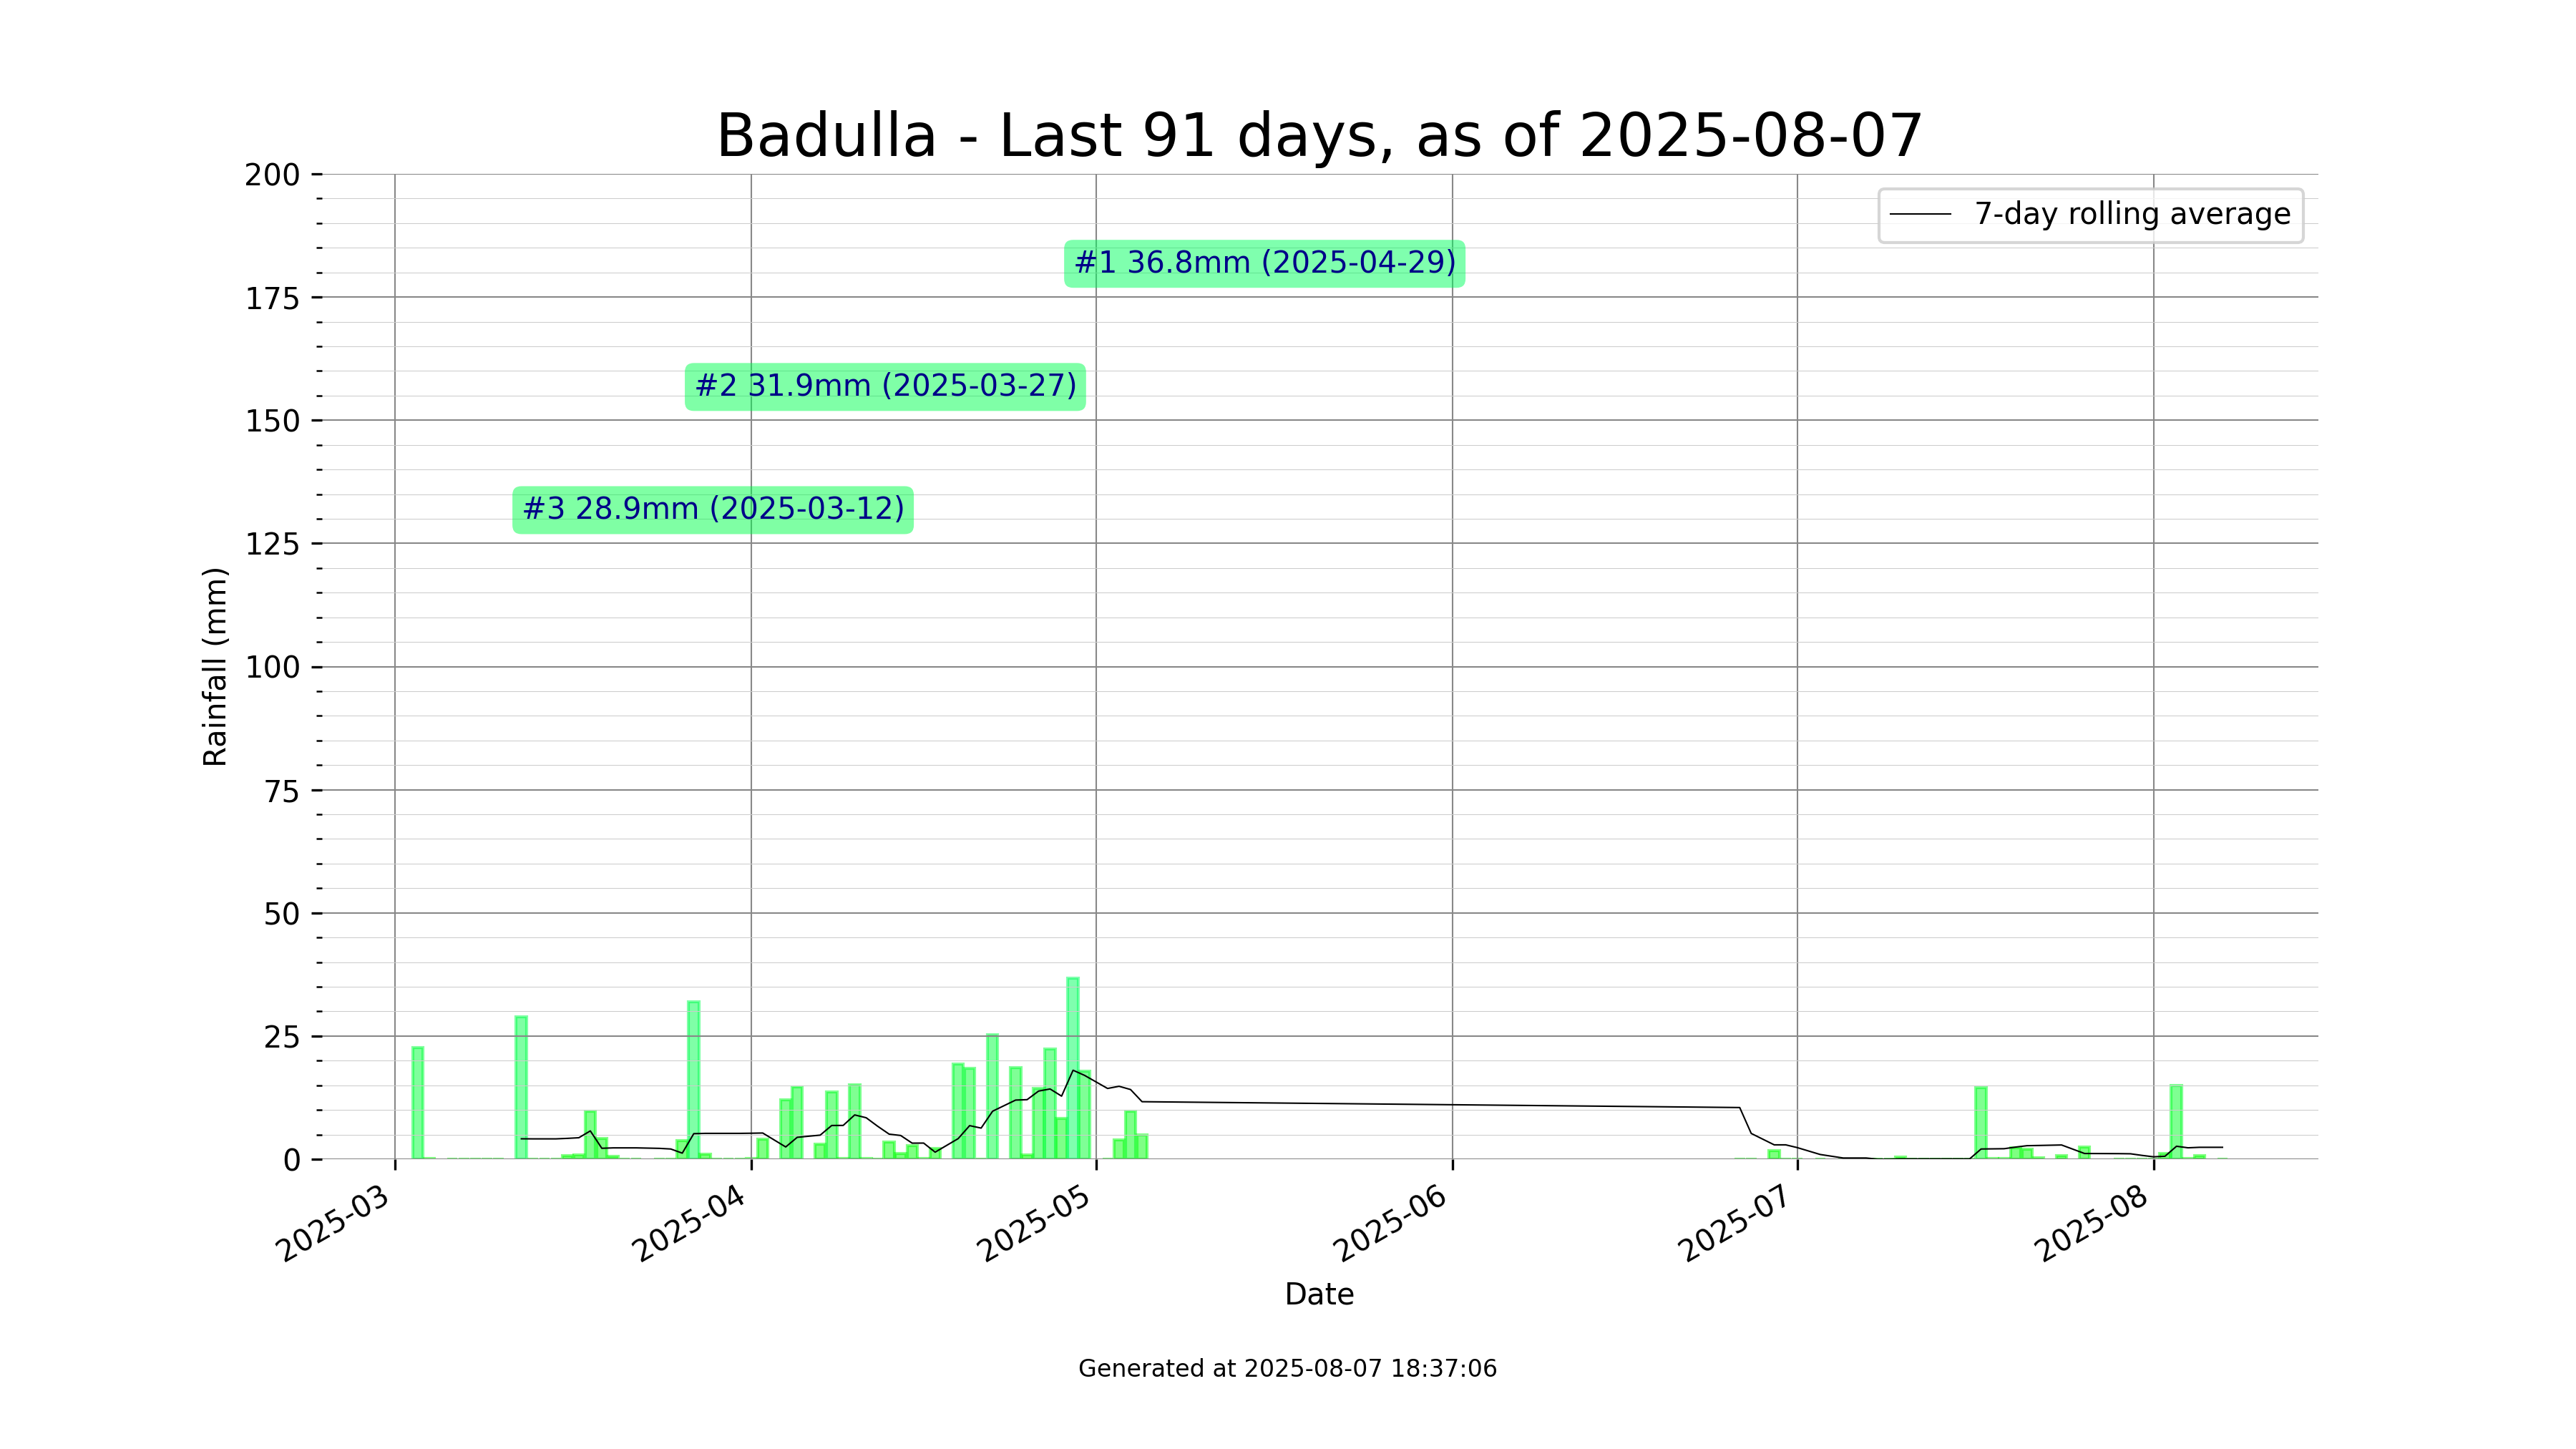 Badulla - Last 91 days, as of 2025-08-07
7-day rolling average
#1 36.8mm (2025-04-29)
#2 31.9mm (2025-03-27)
#3 28.9mm (2025-03-12)
Rainfall (mm)
200
175
150
125
100
75
50
25
0
2025-03
2025-04
2025-05
2025-06
2025-07
2025-08
Date
Generated at 2025-08-07 18:37:06